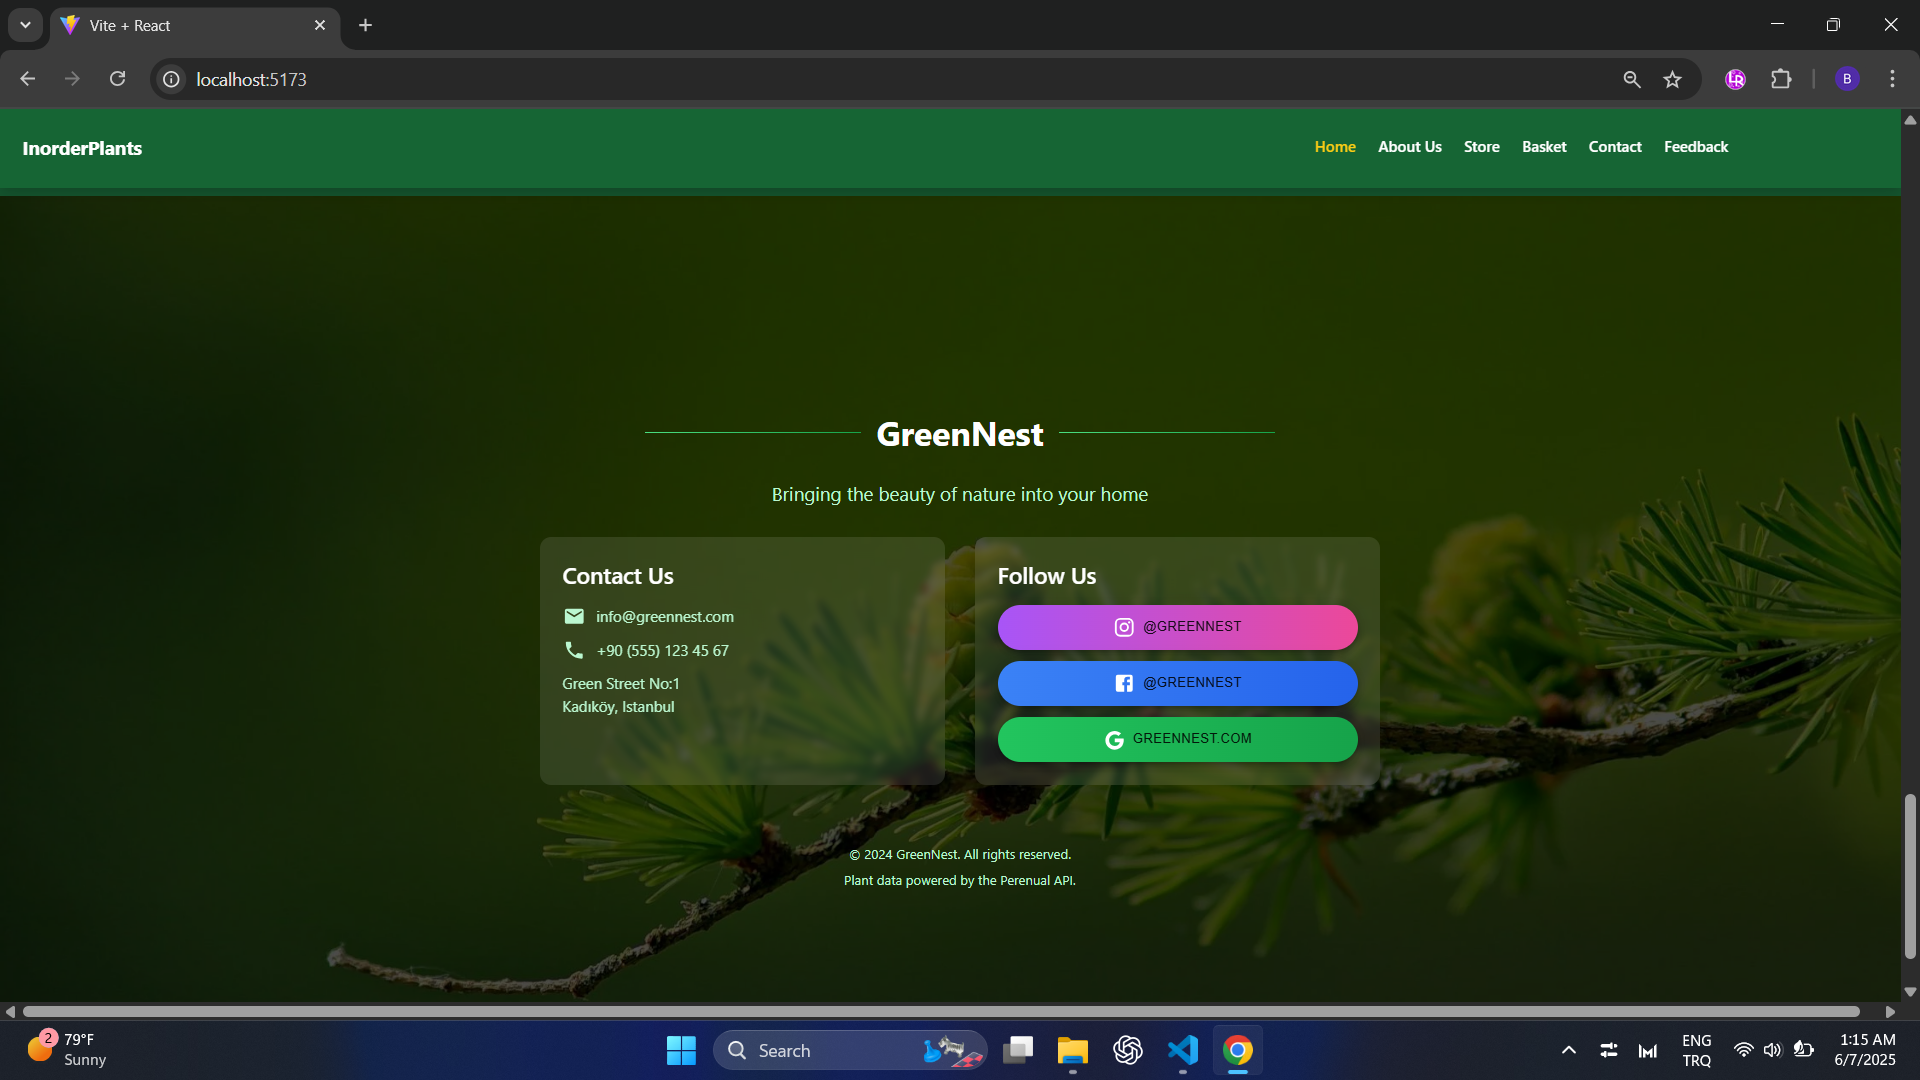 Vite + React
localhost:5173
B
InorderPlants
Home About Us Store Basket Contact Feedback
GreenNest
Bringing the beauty of nature into your home
Contact Us
info@greennest.com
+90 (555) 123 45 67
Green Street No:1
Kadıköy, Istanbul
Follow Us
@GREENNEST
@GREENNEST
GREENNEST.COM
© 2024 GreenNest. All rights reserved.
Plant data powered by the Perenual API.
2
79°F
Sunny
Search
ENG
TRQ
1:15 AM
6/7/2025